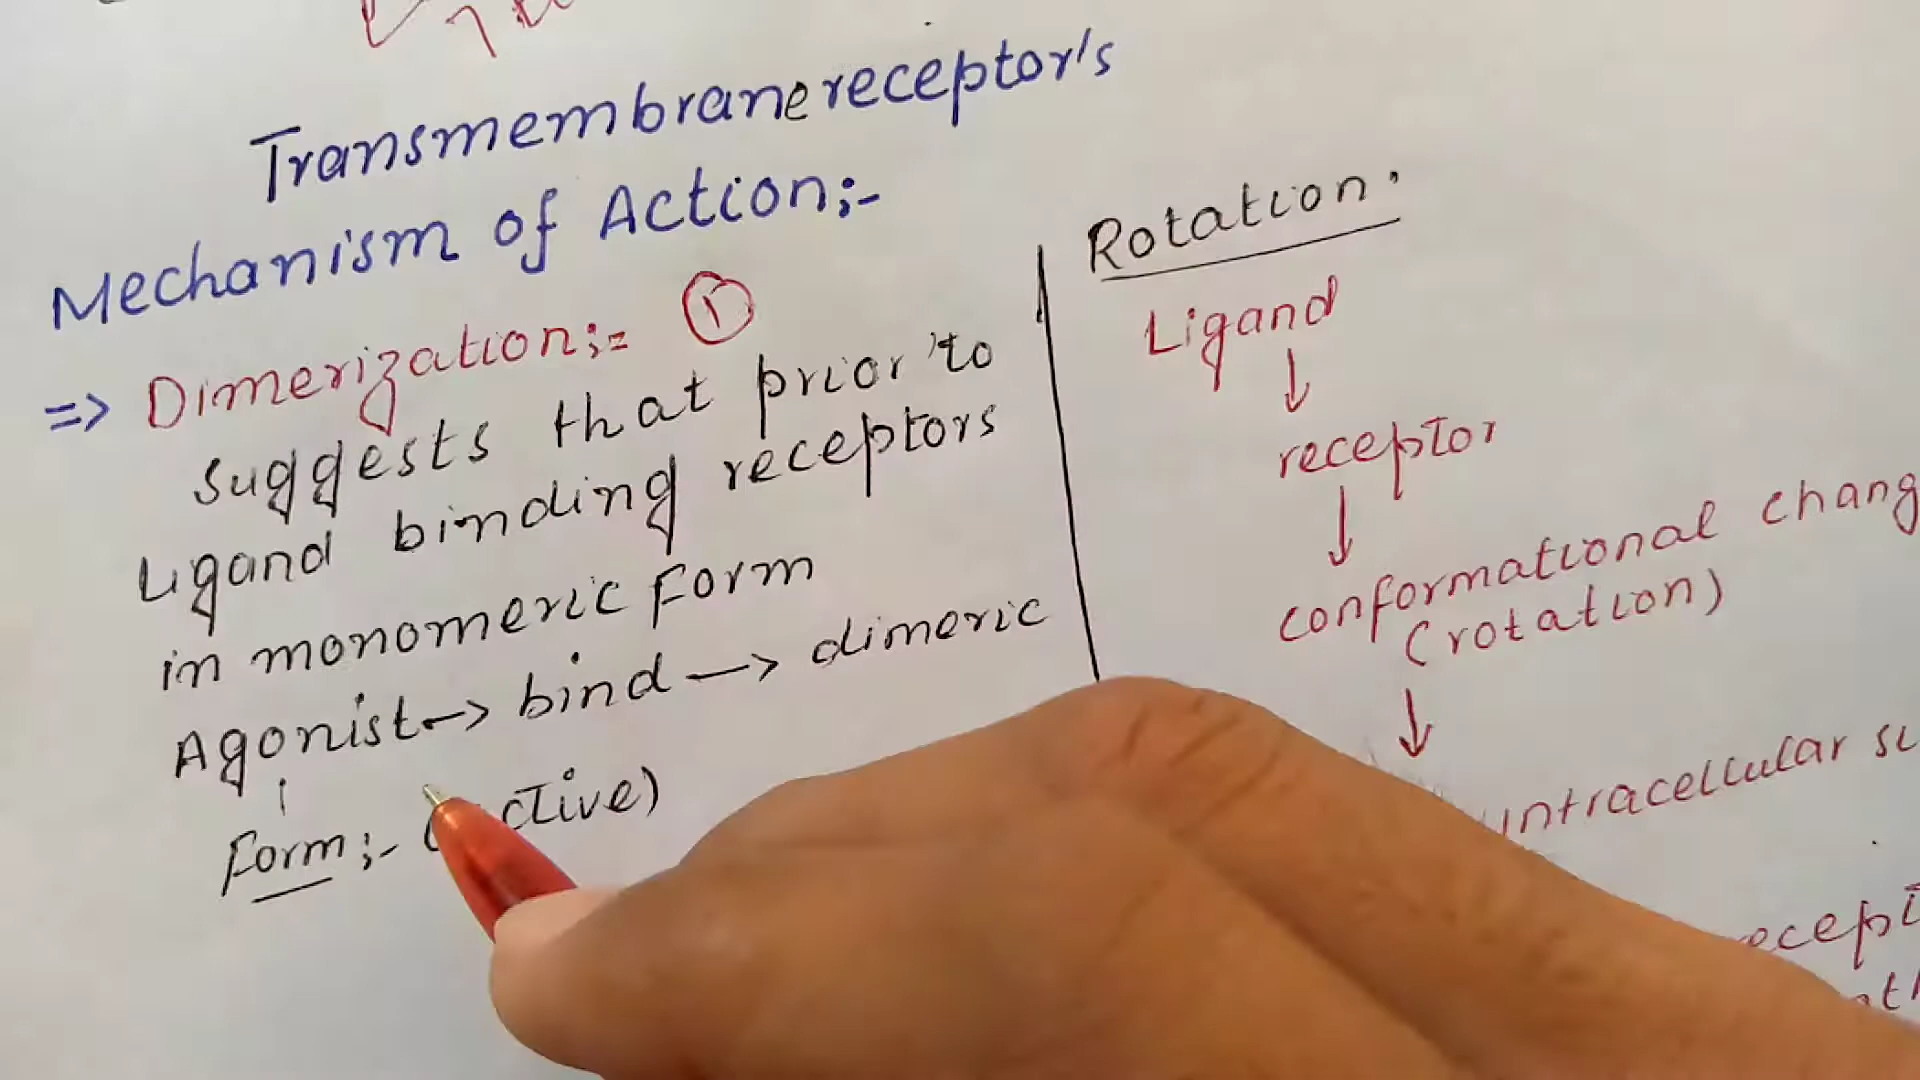 Transmembrane receptor's
Mechanism of Action;-
=> Dimerization;= ①
suggests that prior to
Ligand binding receptors
in monomeric form
Agonist -> bind -> dimeric
form;- (active)
Rotation.
Ligand
↓
receptor
↓
conformational chang
(rotation)
↓
intracellular